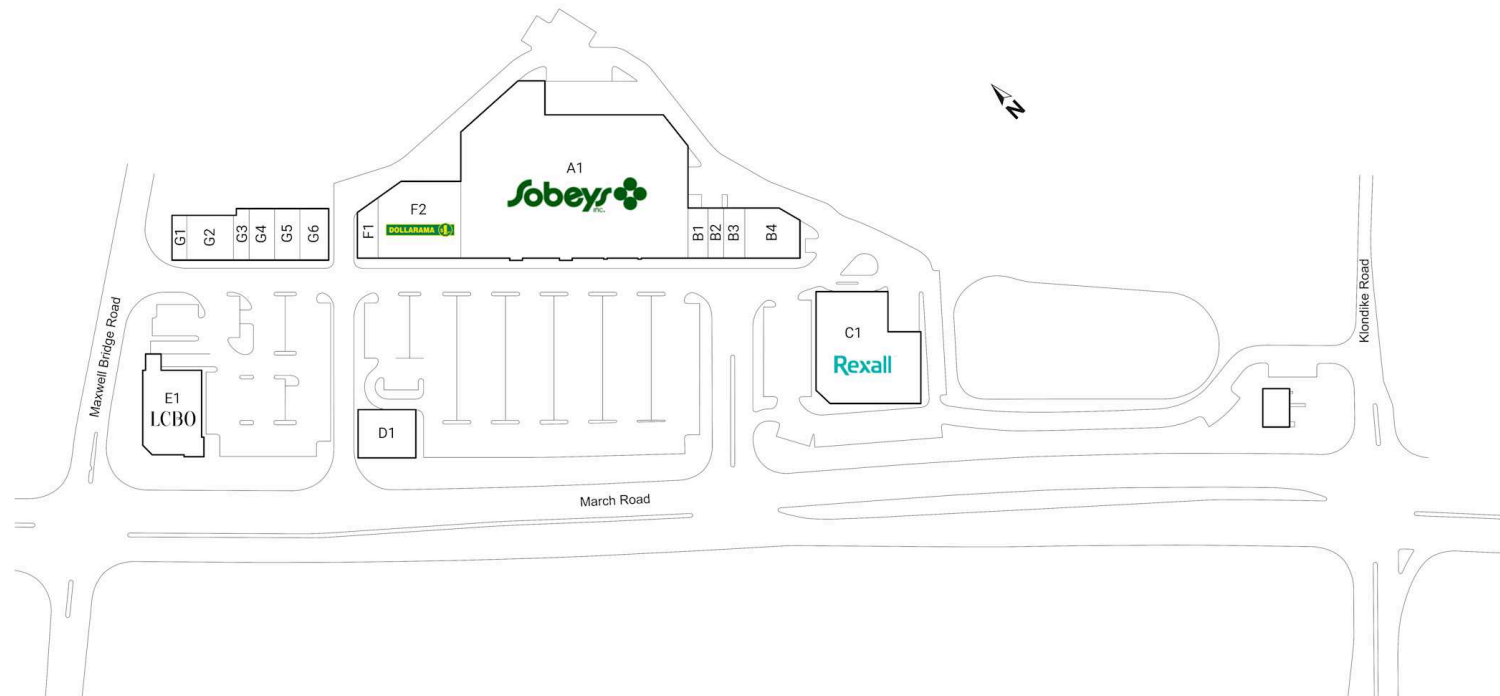 N
A1
Sobeys
inc.
F2
DOLLARAMA
F1
G1
G2
G3
G4
G5
G6
B1
B2
B3
B4
C1
Rexall
Maxwell Bridge Road
Klondike Road
E1
LCBO
D1
March Road